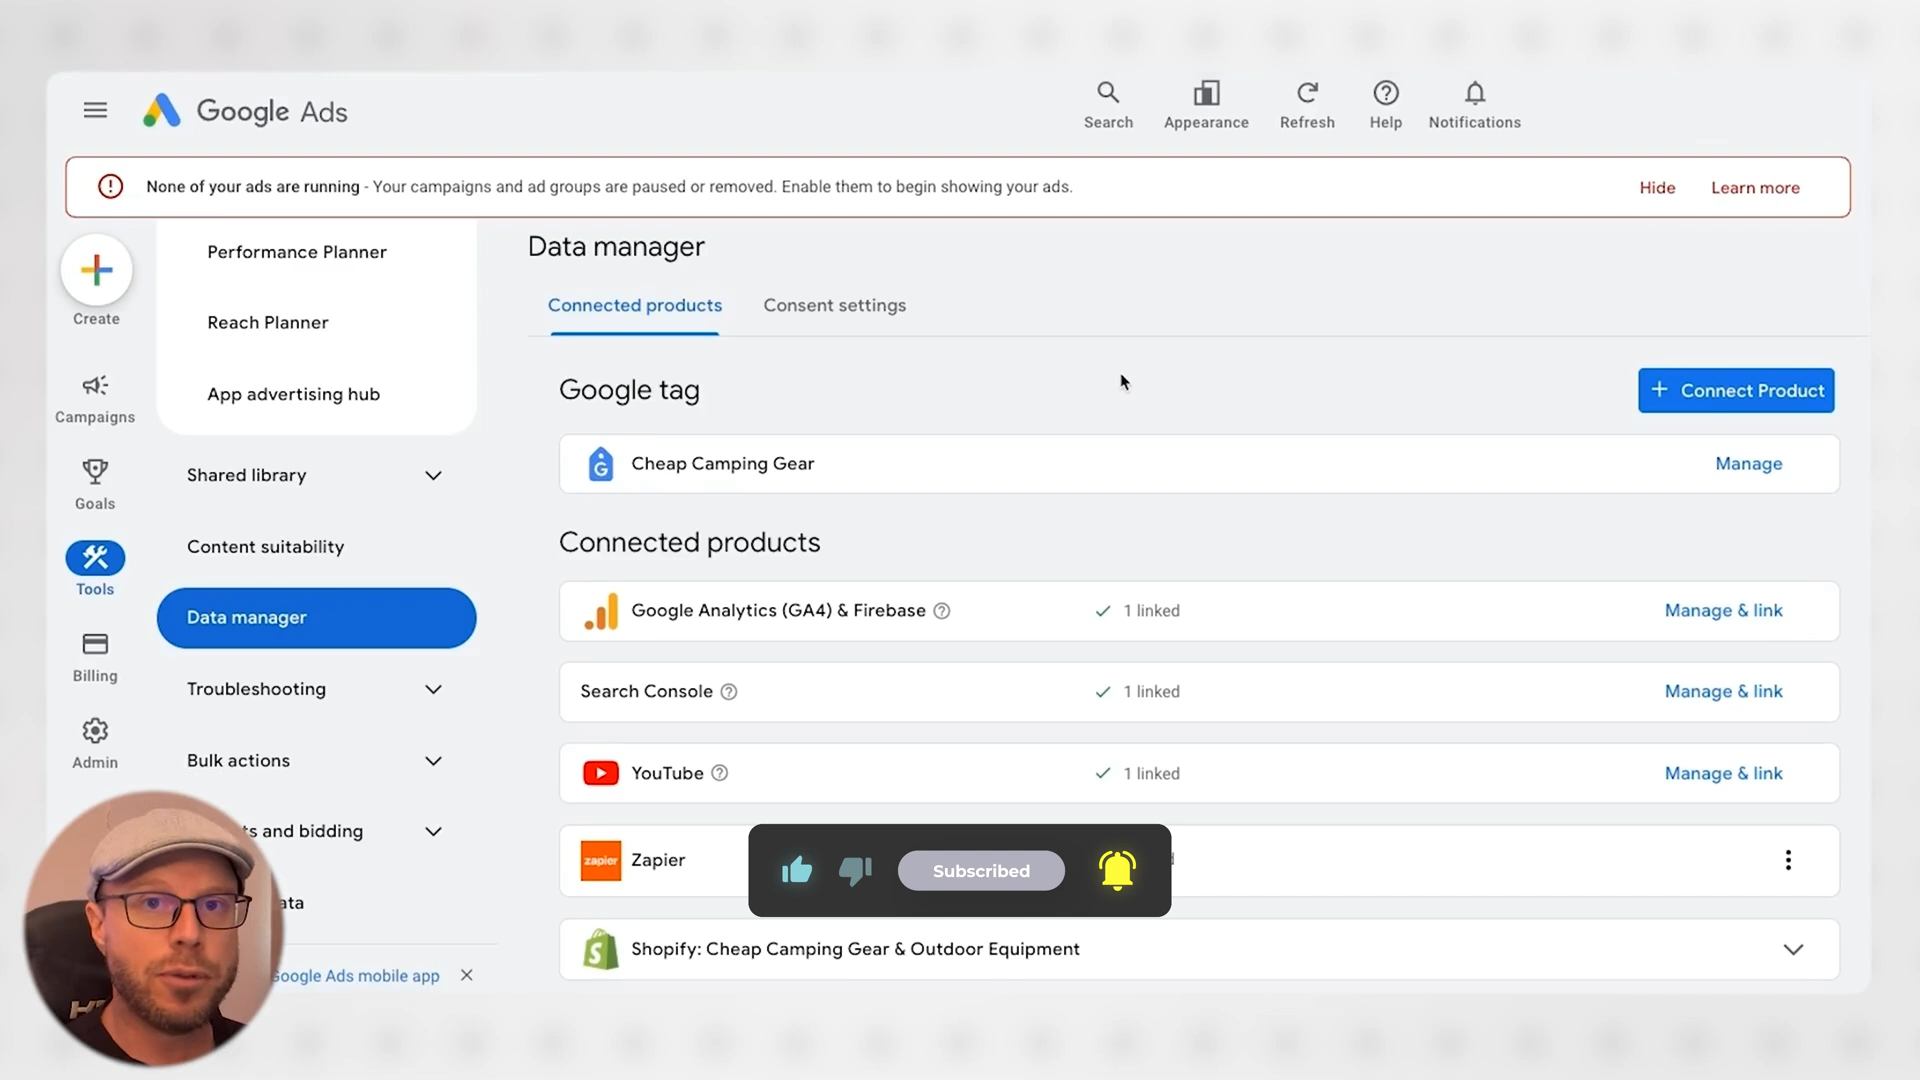 Google Ads
Search
Appearance
Refresh
Help
Notifications
None of your ads are running - Your campaigns and ad groups are paused or removed. Enable them to begin showing your ads.
Hide
Learn more
Create
Campaigns
Goals
Tools
Billing
Admin
Performance Planner
Reach Planner
App advertising hub
Shared library
Content suitability
Data manager
Troubleshooting
Bulk actions
and bidding
Google Ads mobile app
Data manager
Connected products
Consent settings
Google tag
+ Connect Product
G
Cheap Camping Gear
Manage
Connected products
Google Analytics (GA4) & Firebase
1 linked
Manage & link
Search Console
1 linked
Manage & link
YouTube
1 linked
Manage & link
zapier
Zapier
Subscribed
Shopify: Cheap Camping Gear & Outdoor Equipment